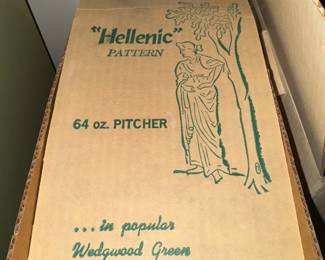 "Hellenic"
PATTERN
64 oz. PITCHER
...in popular
Wedgwood Green